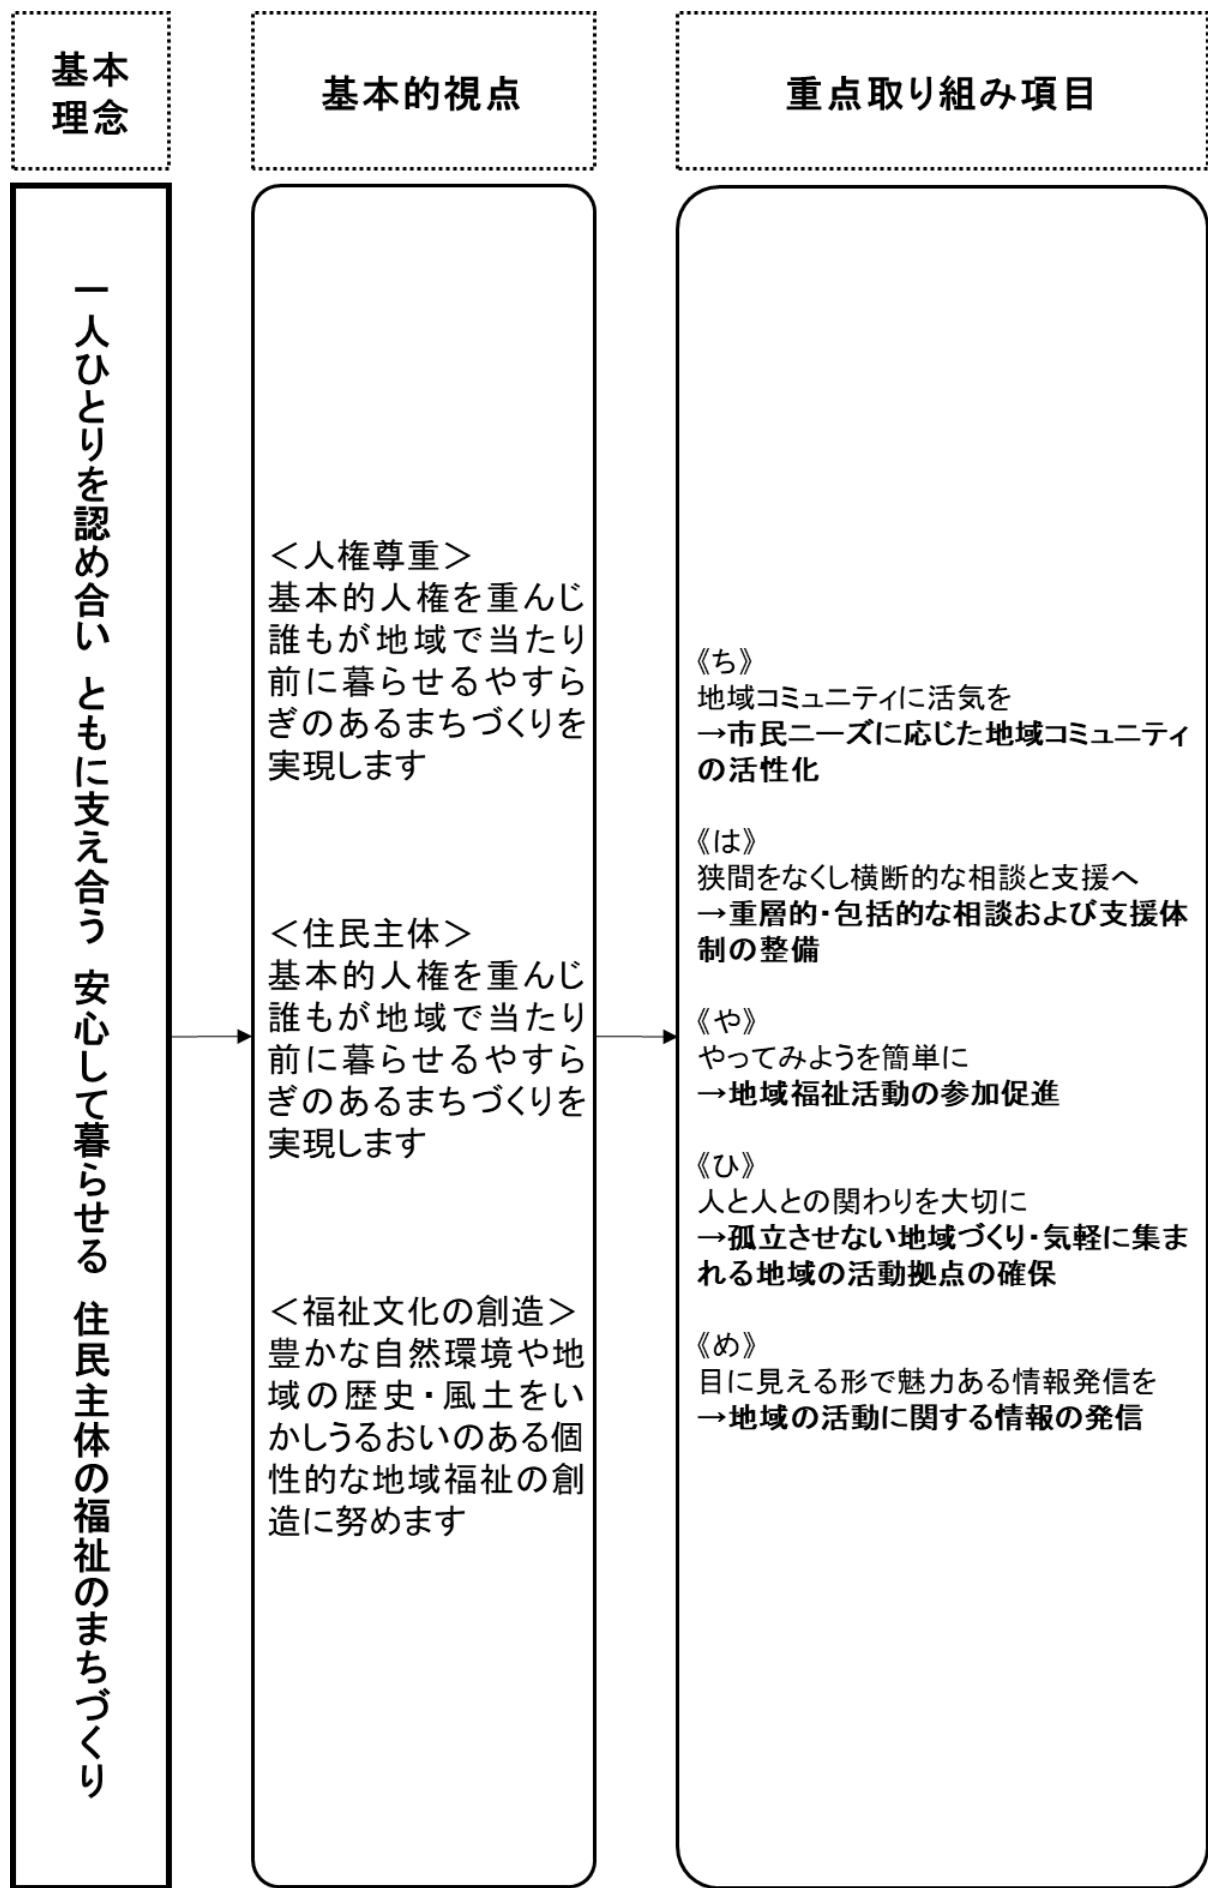 基本
理念
基本的視点
重点取り組み項目
一人ひとりを認め合い ともに支え合う 安心して暮らせる 住民主体の福祉のまちづくり
＜人権尊重＞
基本的人権を重んじ
誰もが地域で当たり
前に暮らせるやすら
ぎのあるまちづくりを
実現します
＜住民主体＞
基本的人権を重んじ
誰もが地域で当たり
前に暮らせるやすら
ぎのあるまちづくりを
実現します
＜福祉文化の創造＞
豊かな自然環境や地
域の歴史・風土をい
かしうるおいのある個
性的な地域福祉の創
造に努めます
《ち》
地域コミュニティに活気を
→市民ニーズに応じた地域コミュニティ
の活性化
《は》
狭間をなくし横断的な相談と支援へ
→重層的・包括的な相談および支援体
制の整備
《や》
やってみようを簡単に
→地域福祉活動の参加促進
《ひ》
人と人との関わりを大切に
→孤立させない地域づくり・気軽に集ま
れる地域の活動拠点の確保
《め》
目に見える形で魅力ある情報発信を
→地域の活動に関する情報の発信